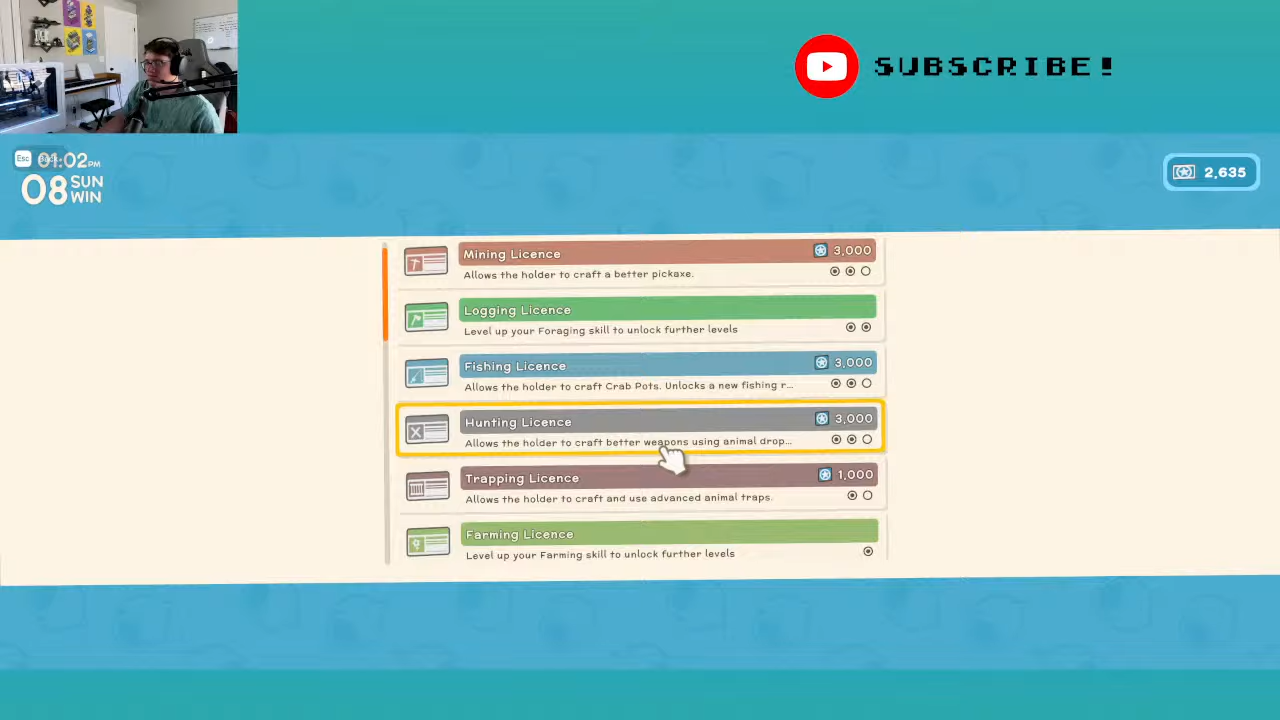 SUBSCRIBE!
Esc
01:02 PM
08 SUN
WIN
2,635
Mining Licence 3,000
Allows the holder to craft a better pickaxe.
Logging Licence
Level up your Foraging skill to unlock further levels
Fishing Licence 3,000
Allows the holder to craft Crab Pots. Unlocks a new fishing r...
Hunting Licence 3,000
Allows the holder to craft better weapons using animal drop...
Trapping Licence 1,000
Allows the holder to craft and use advanced animal traps.
Farming Licence
Level up your Farming skill to unlock further levels